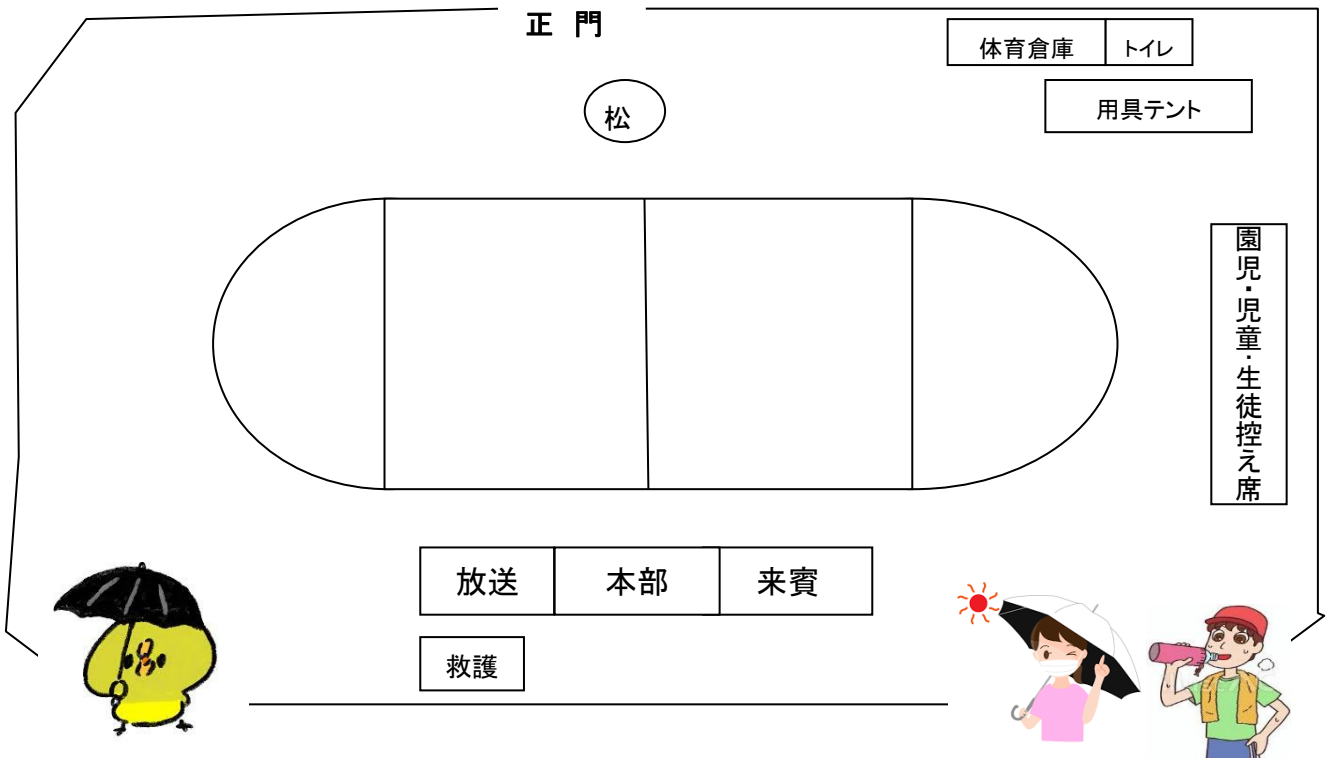 正 門
体育倉庫
トイレ
用具テント
松
園児・児童・生徒控え席
放送
本部
来賓
救護